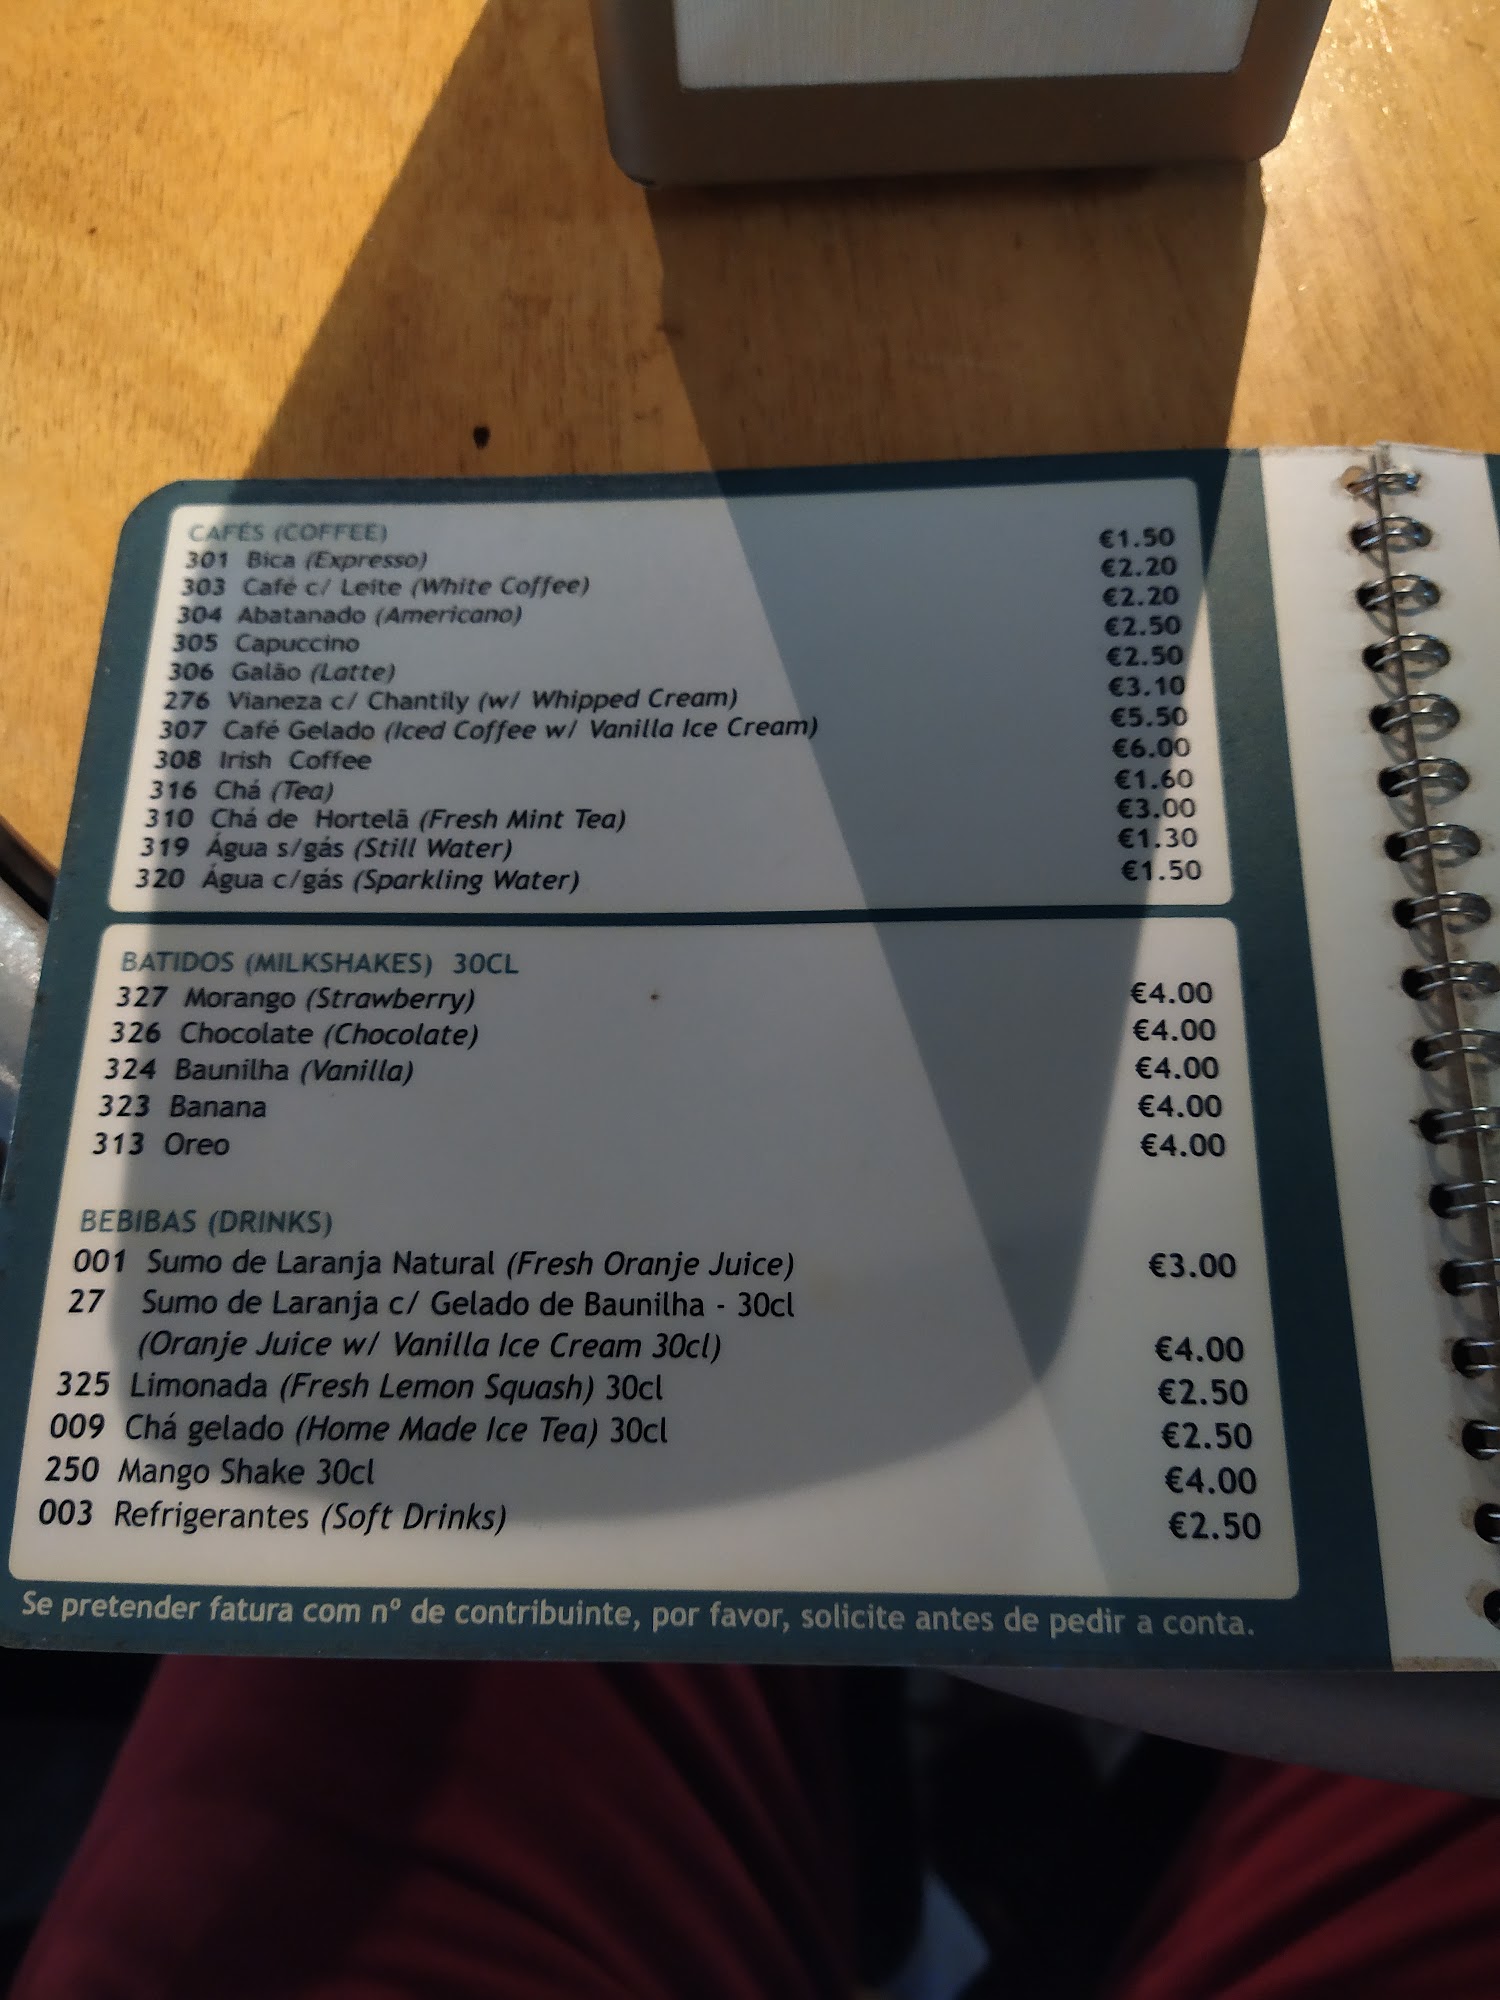 CAFÉS (COFFEE)
301 Bica (Expresso) €1.50
303 Café c/ Leite (White Coffee) €2.20
304 Abatanado (Americano) €2.20
305 Capuccino €2.50
306 Galão (Latte) €2.50
276 Vianeza c/ Chantily (w/ Whipped Cream) €3.10
307 Café Gelado (Iced Coffee w/ Vanilla Ice Cream) €5.50
308 Irish Coffee €6.00
316 Chá (Tea) €1.60
310 Chá de Hortelã (Fresh Mint Tea) €3.00
319 Água s/gás (Still Water) €1.30
320 Água c/gás (Sparkling Water) €1.50
BATIDOS (MILKSHAKES) 30CL
327 Morango (Strawberry) €4.00
326 Chocolate (Chocolate) €4.00
324 Baunilha (Vanilla) €4.00
323 Banana €4.00
313 Oreo €4.00
BEBIBAS (DRINKS)
001 Sumo de Laranja Natural (Fresh Oranje Juice) €3.00
27 Sumo de Laranja c/ Gelado de Baunilha - 30cl
(Oranje Juice w/ Vanilla Ice Cream 30cl) €4.00
325 Limonada (Fresh Lemon Squash) 30cl €2.50
009 Chá gelado (Home Made Ice Tea) 30cl €2.50
250 Mango Shake 30cl €4.00
003 Refrigerantes (Soft Drinks) €2.50
Se pretender fatura com nº de contribuinte, por favor, solicite antes de pedir a conta.